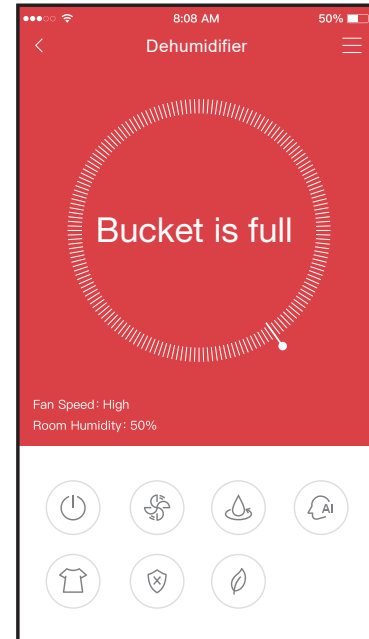 8:08 AM
50%
Dehumidifier
Bucket is full
Fan Speed: High
Room Humidity: 50%
AI